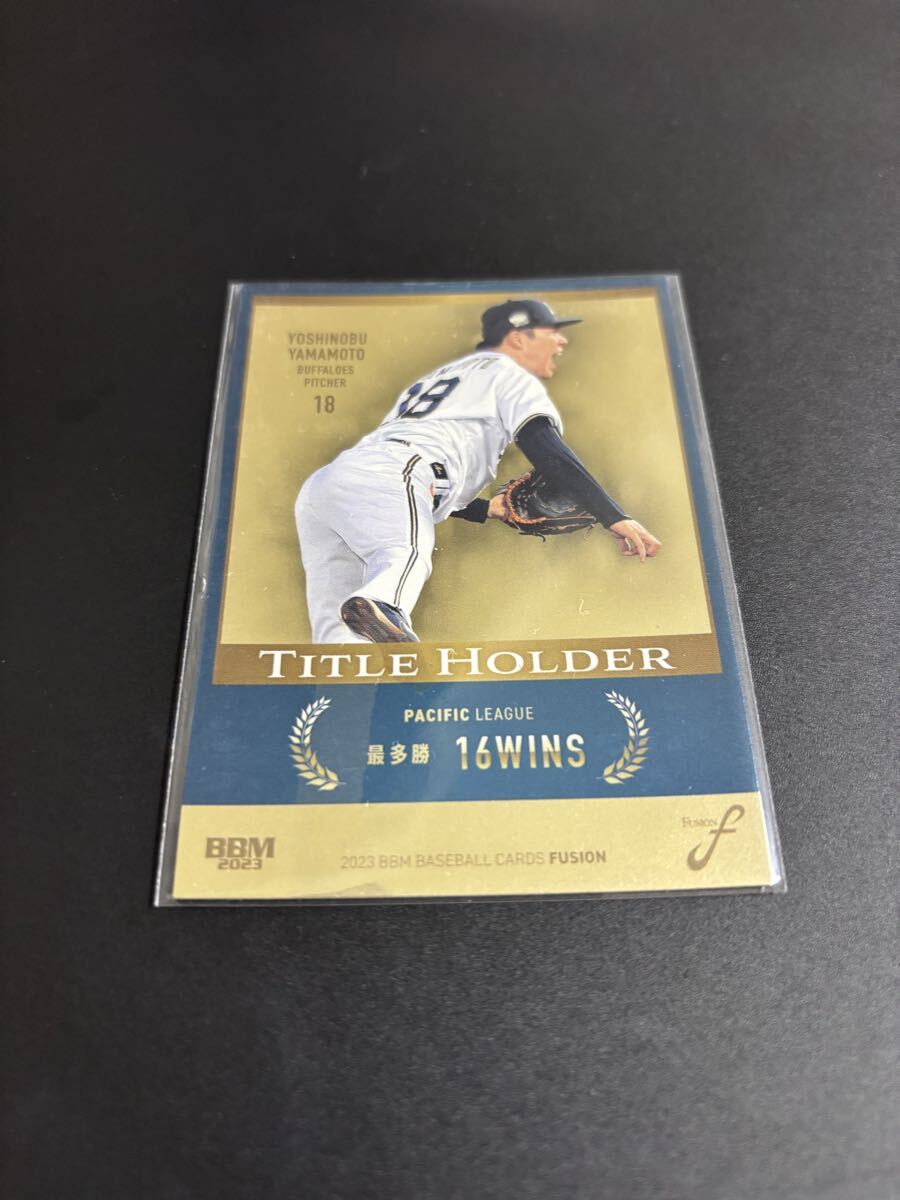 YOSHINOBU
YAMAMOTO
BUFFALOES
PITCHER
18
18
TITLE HOLDER
PACIFIC LEAGUE
最多勝 16WINS
BBM
2023
2023 BBM BASEBALL CARDS FUSION
FUSION
f